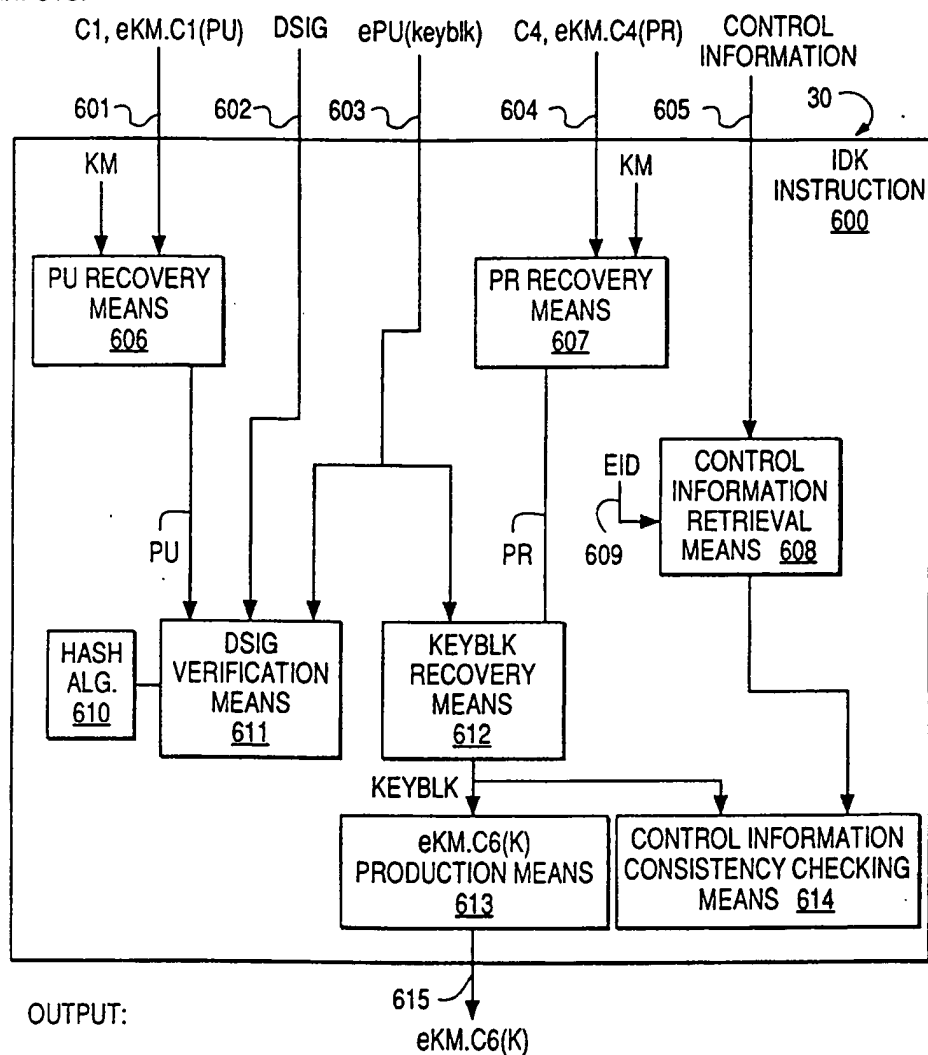 C1, eKM.C1(PU) DSIG ePU(keyblk) C4, eKM.C4(PR) CONTROL
INFORMATION
601 602 603 604 605 30
KM KM IDK
INSTRUCTION
600
PU RECOVERY
MEANS
606
PR RECOVERY
MEANS
607
EID
609
CONTROL
INFORMATION
RETRIEVAL
MEANS 608
PU PR
HASH
ALG.
610
DSIG
VERIFICATION
MEANS
611
KEYBLK
RECOVERY
MEANS
612
KEYBLK
eKM.C6(K)
PRODUCTION MEANS
613
CONTROL INFORMATION
CONSISTENCY CHECKING
MEANS 614
615
OUTPUT:
eKM.C6(K)